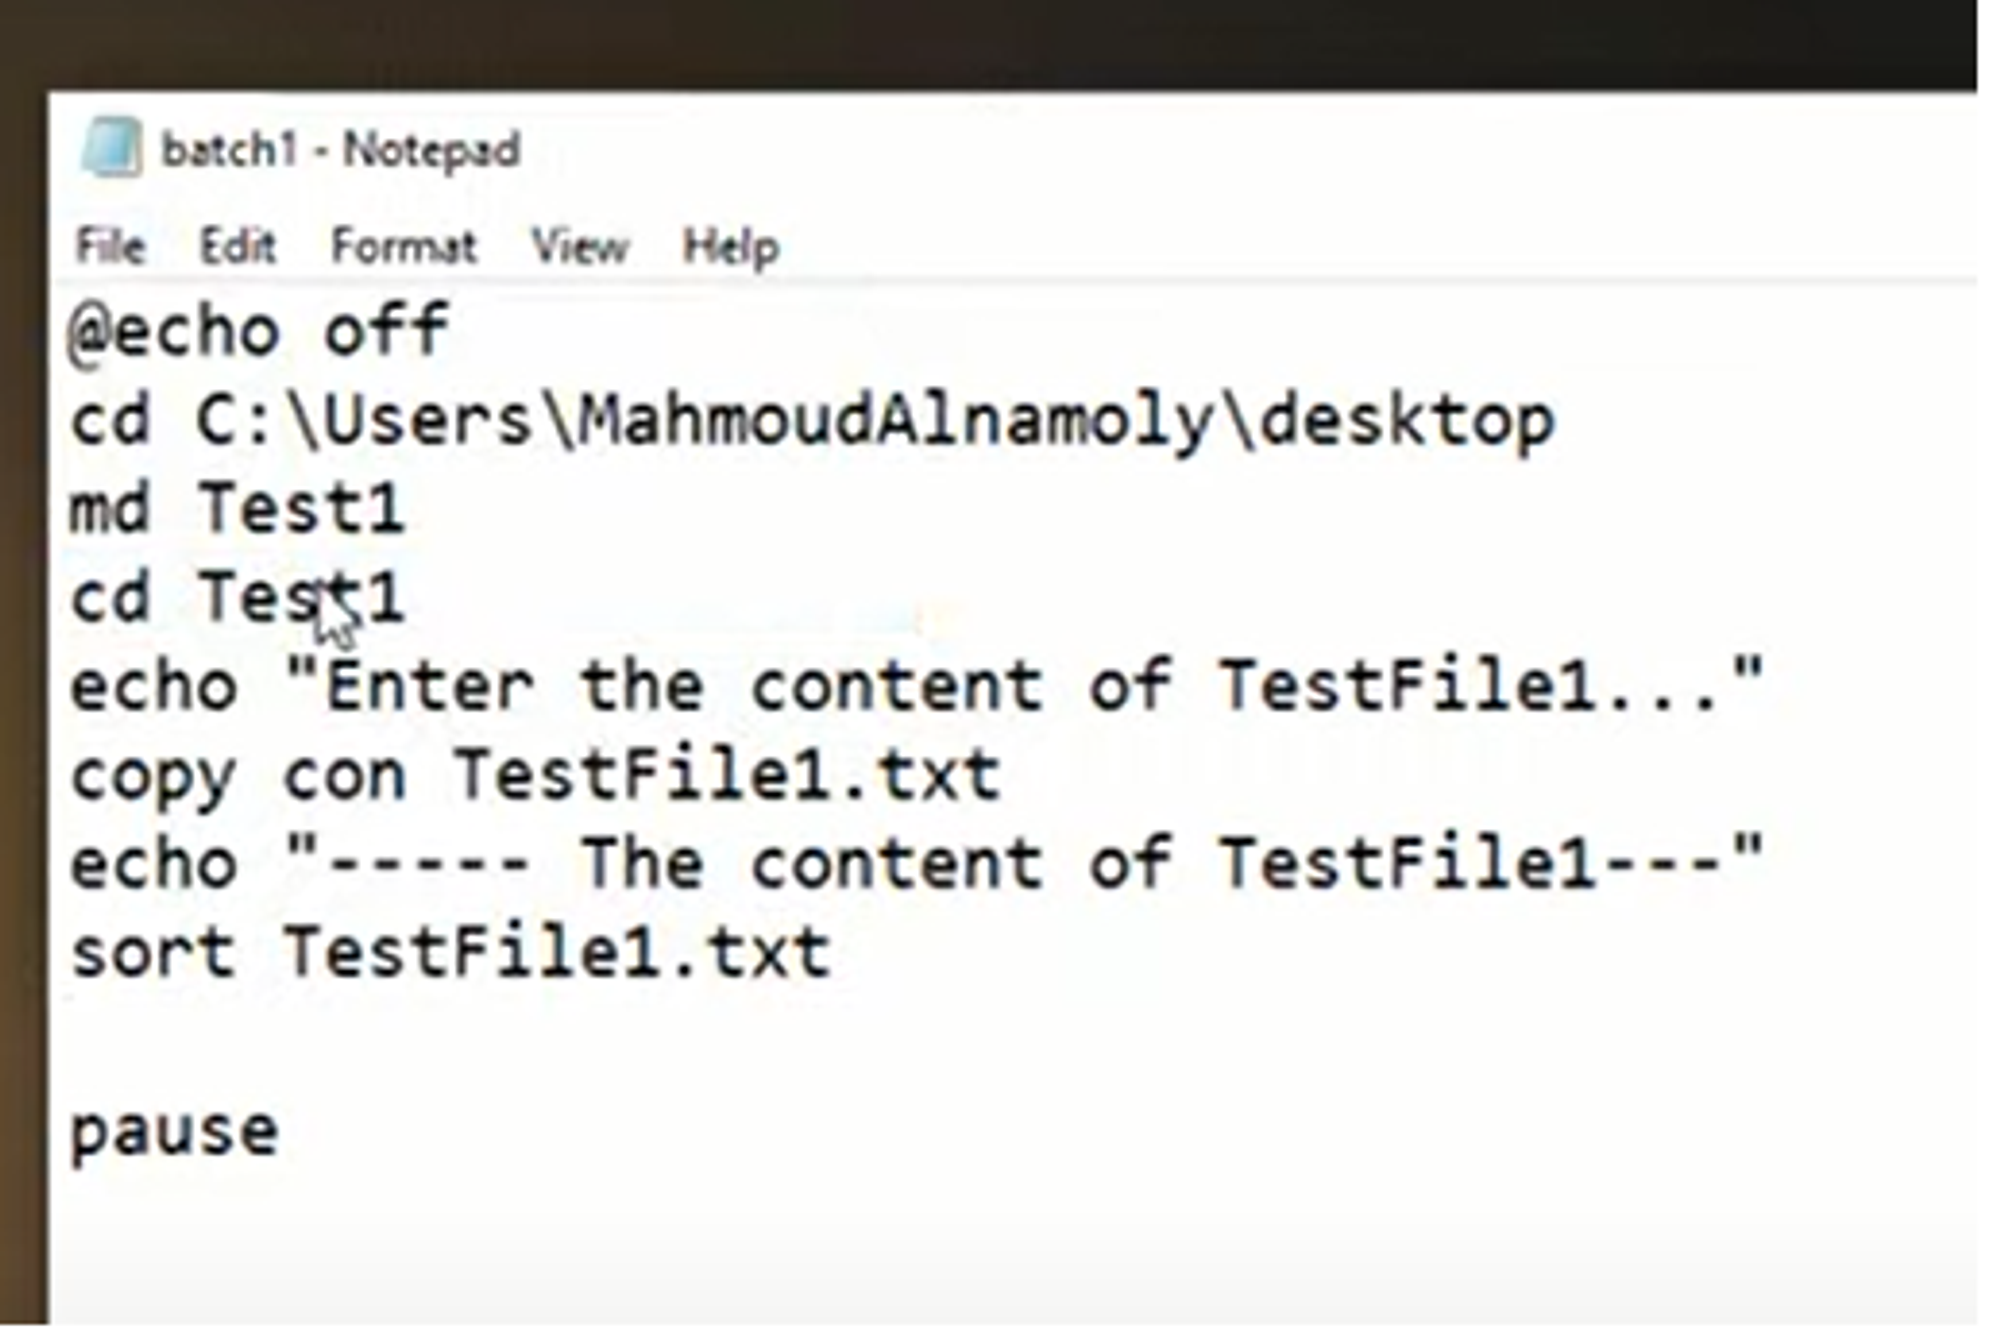 batch1 - Notepad
File Edit Format View Help
@echo off
cd C:\Users\MahmoudAlnamoly\desktop
md Test1
cd Test1
echo "Enter the content of TestFile1..."
copy con TestFile1.txt
echo "----- The content of TestFile1---"
sort TestFile1.txt

pause